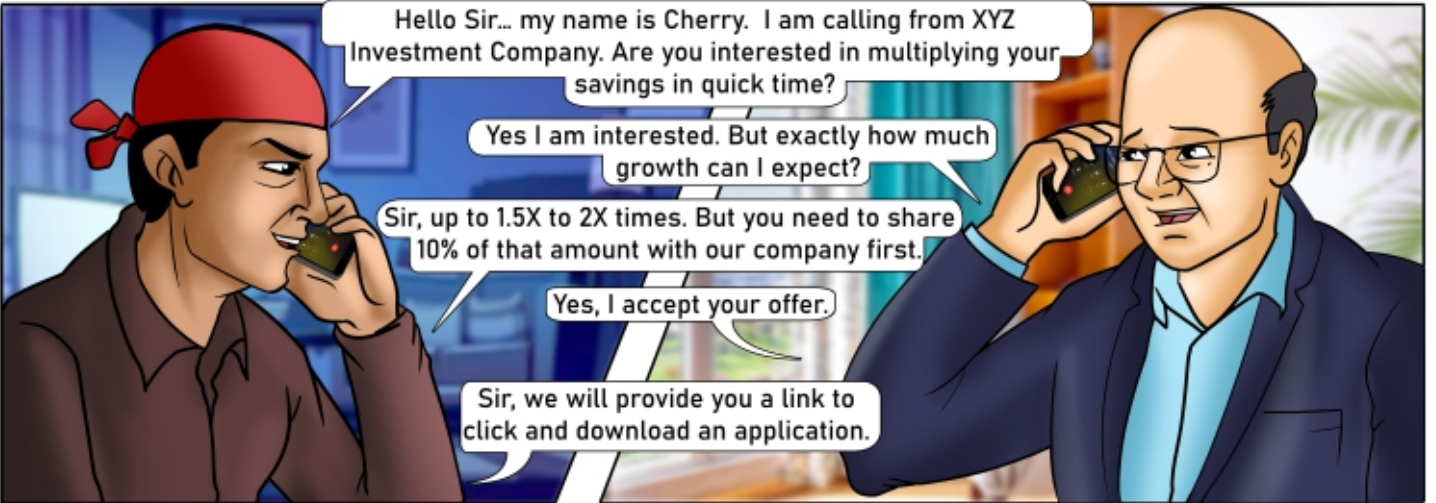 Hello Sir... my name is Cherry. I am calling from XYZ
Investment Company. Are you interested in multiplying your
savings in quick time?
Yes I am interested. But exactly how much
growth can I expect?
Sir, up to 1.5X to 2X times. But you need to share
10% of that amount with our company first.
Yes, I accept your offer.
Sir, we will provide you a link to
click and download an application.